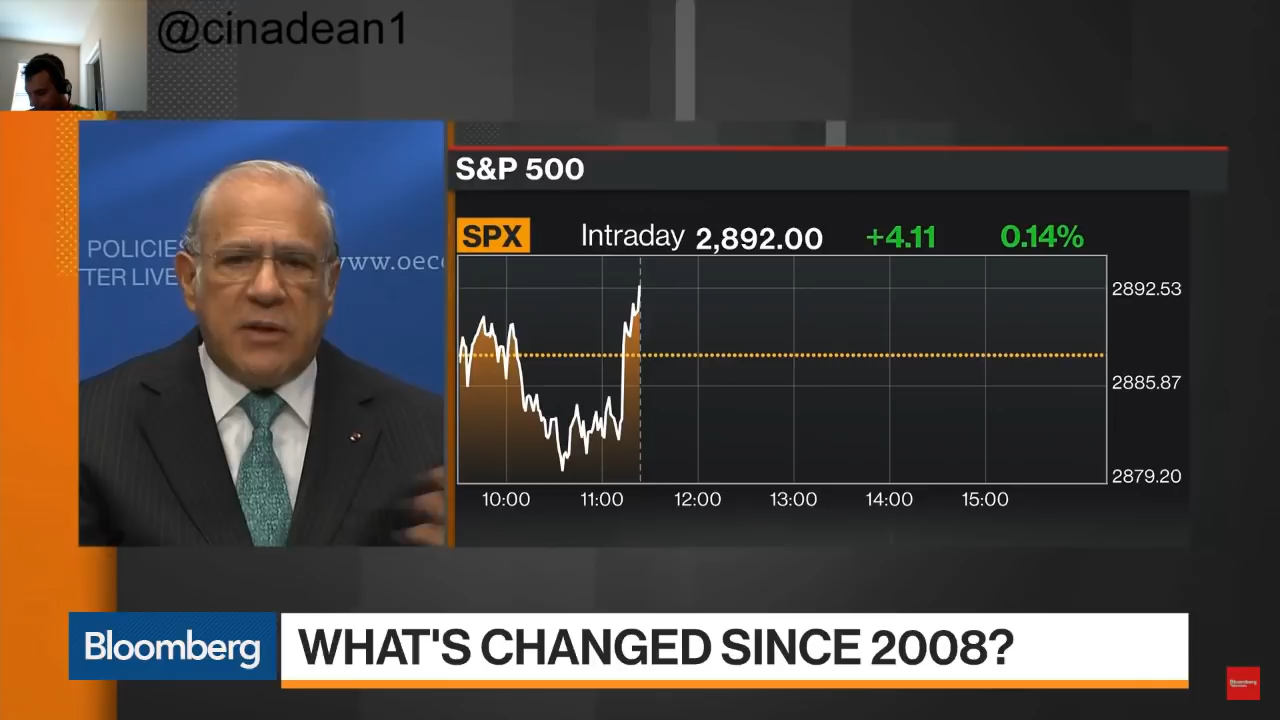 @cinadean1
POLICIES
TER LIVE
www.oec
S&P 500
SPX Intraday 2,892.00 +4.11 0.14%
2892.53
2885.87
2879.20
10:00 11:00 12:00 13:00 14:00 15:00
Bloomberg WHAT'S CHANGED SINCE 2008?
Bloomberg